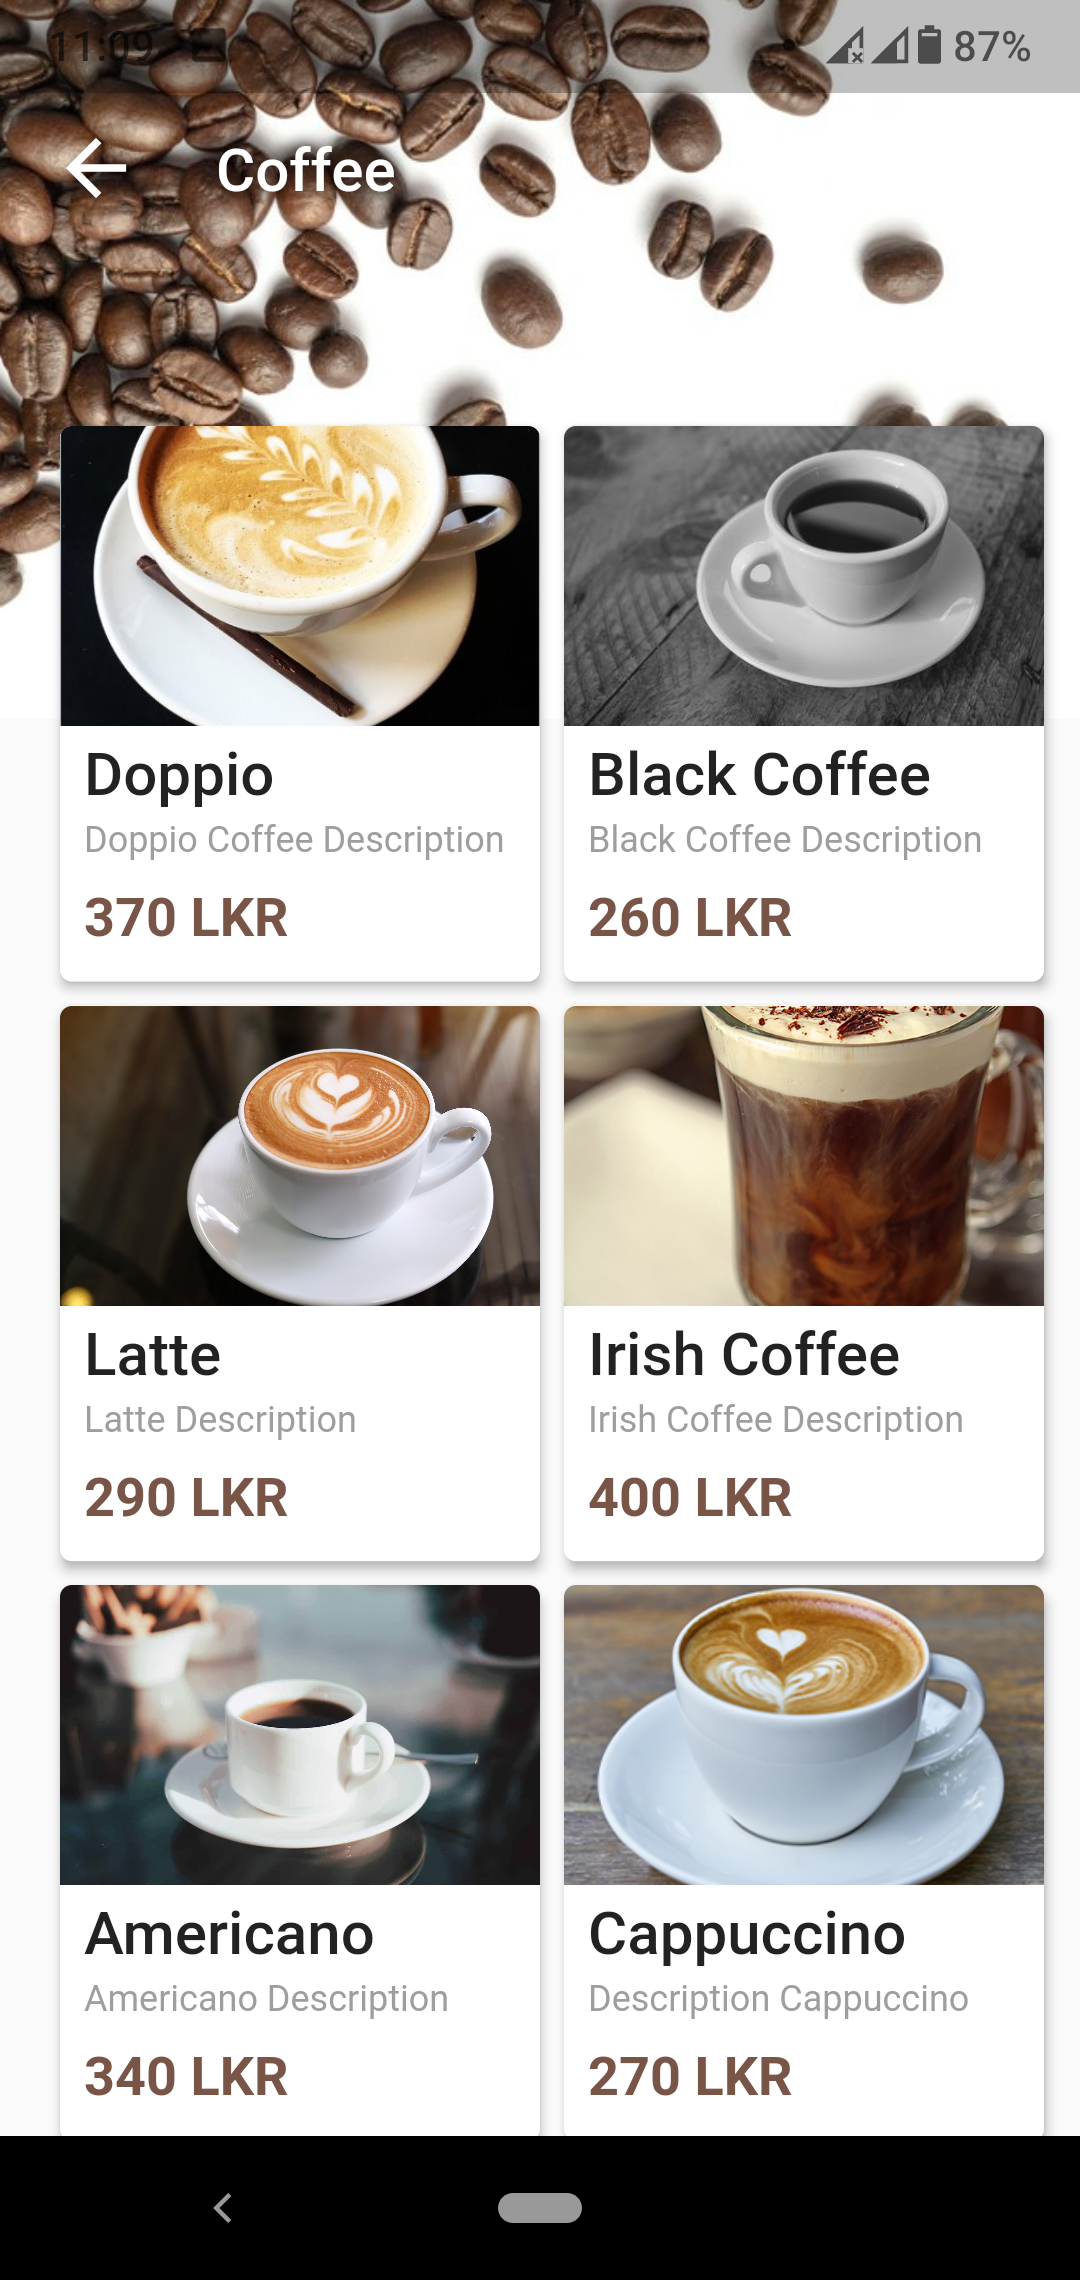 11:09
87%
Coffee
Doppio
Doppio Coffee Description
370 LKR
Black Coffee
Black Coffee Description
260 LKR
Latte
Latte Description
290 LKR
Irish Coffee
Irish Coffee Description
400 LKR
Americano
Americano Description
340 LKR
Cappuccino
Description Cappuccino
270 LKR